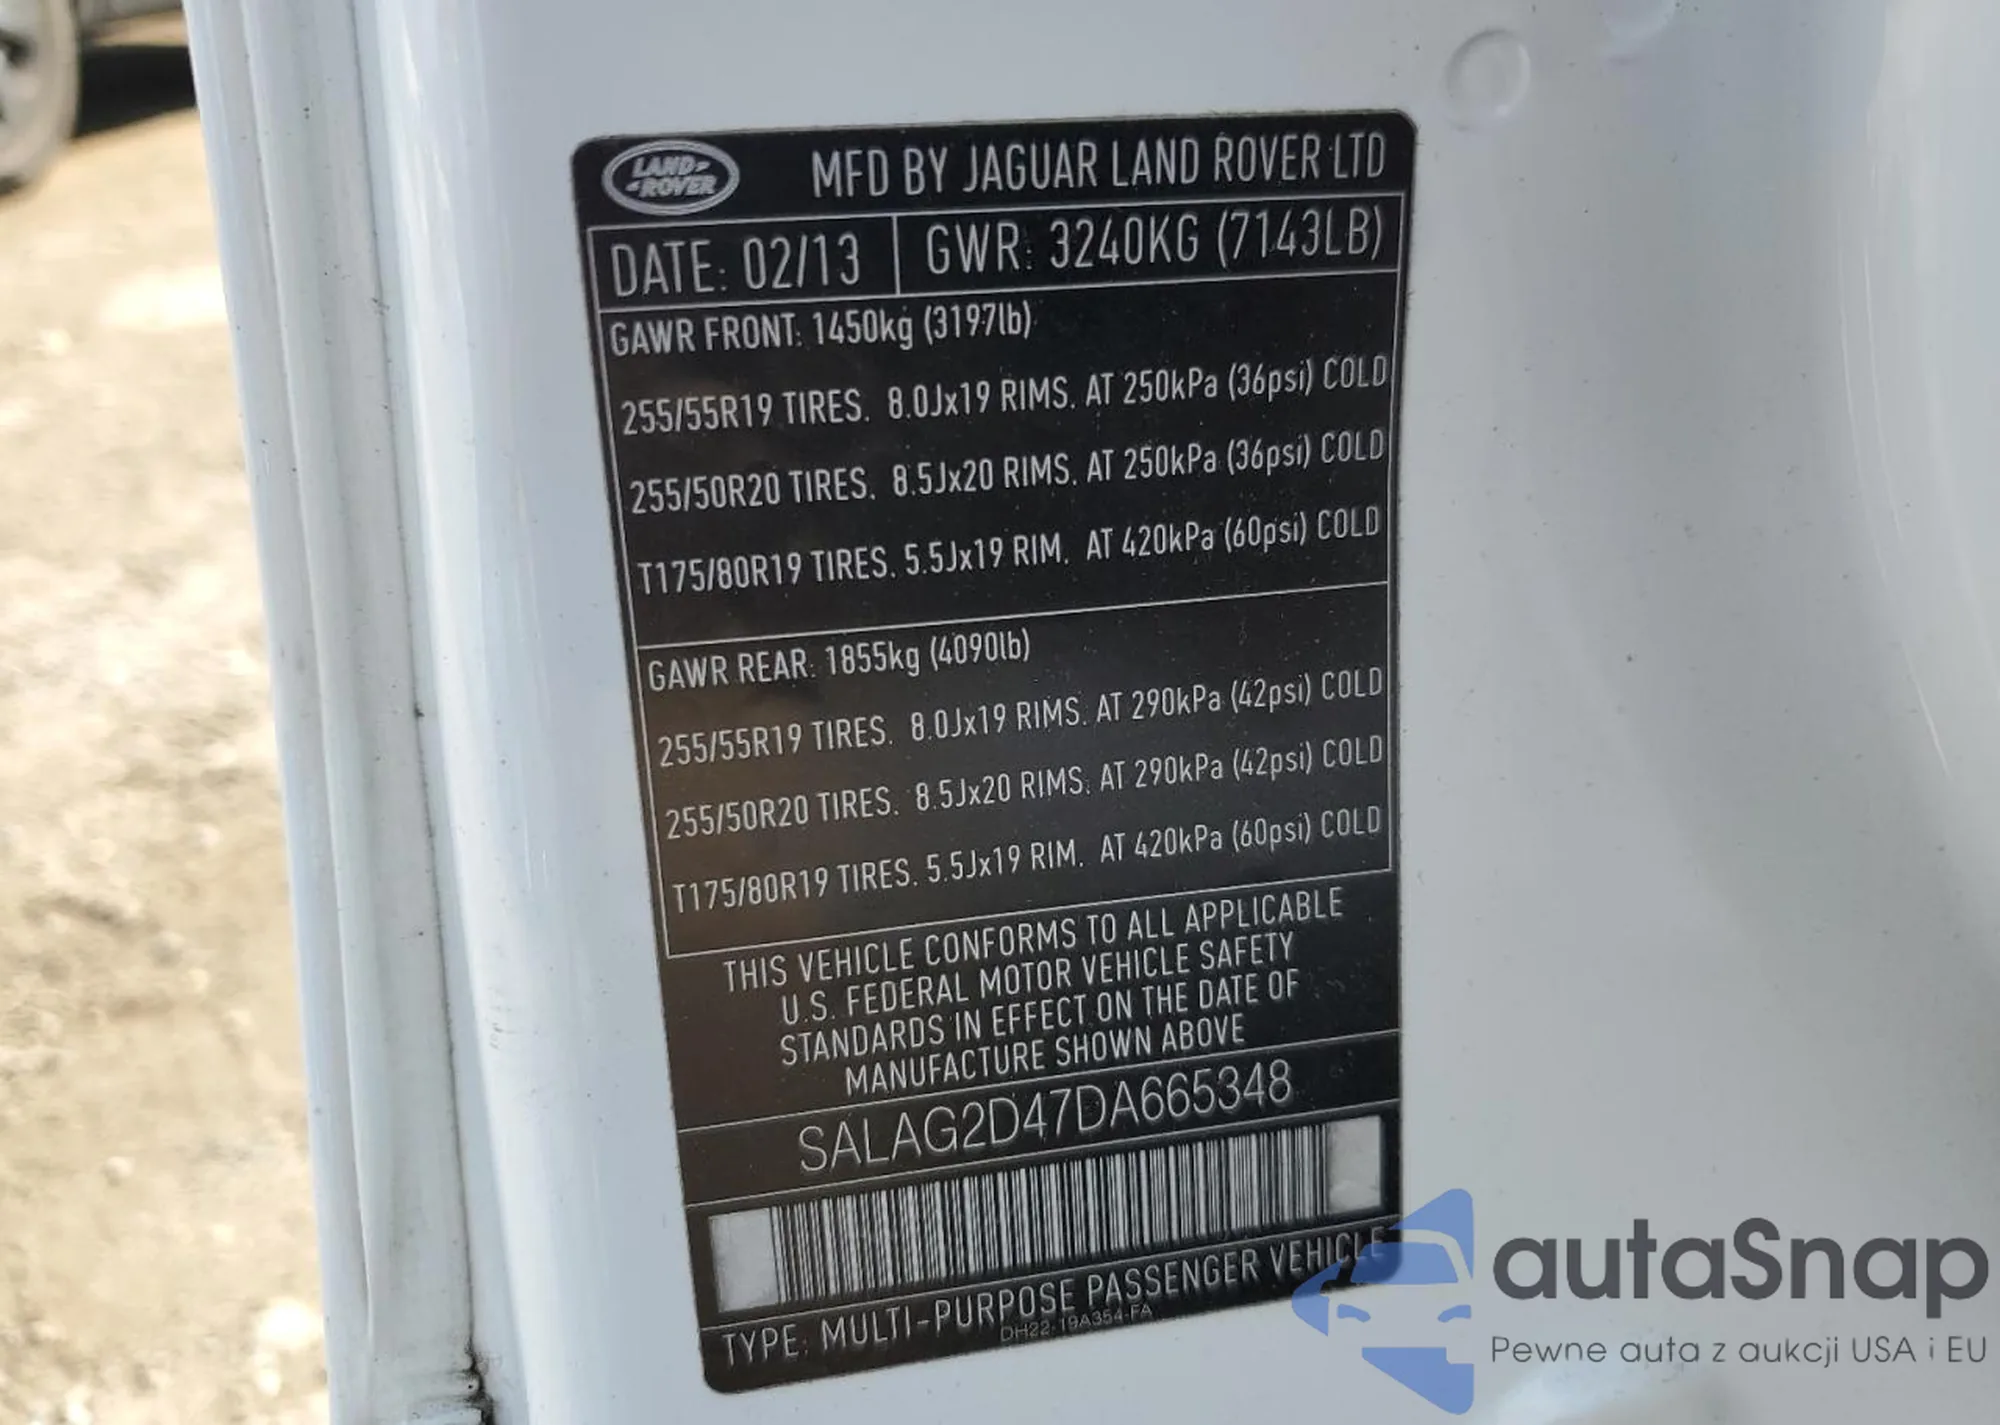 LAND-
-ROVER
MFD BY JAGUAR LAND ROVER LTD
DATE: 02/13 GWR: 3240KG (7143LB)
GAWR FRONT: 1450kg (3197lb)
255/55R19 TIRES. 8.0Jx19 RIMS. AT 250kPa (36psi) COLD
255/50R20 TIRES. 8.5Jx20 RIMS. AT 250kPa (36psi) COLD
T175/80R19 TIRES. 5.5Jx19 RIM. AT 420kPa (60psi) COLD
GAWR REAR: 1855kg (4090lb)
255/55R19 TIRES. 8.0Jx19 RIMS. AT 290kPa (42psi) COLD
255/50R20 TIRES. 8.5Jx20 RIMS. AT 290kPa (42psi) COLD
T175/80R19 TIRES. 5.5Jx19 RIM. AT 420kPa (60psi) COLD
THIS VEHICLE CONFORMS TO ALL APPLICABLE
U.S. FEDERAL MOTOR VEHICLE SAFETY
STANDARDS IN EFFECT ON THE DATE OF
MANUFACTURE SHOWN ABOVE
SALAG2D47DA665348
TYPE: MULTI-PURPOSE PASSENGER VEHICLE
DH22-19A354-FA
autaSnap
Pewne auta z aukcji USA i EU